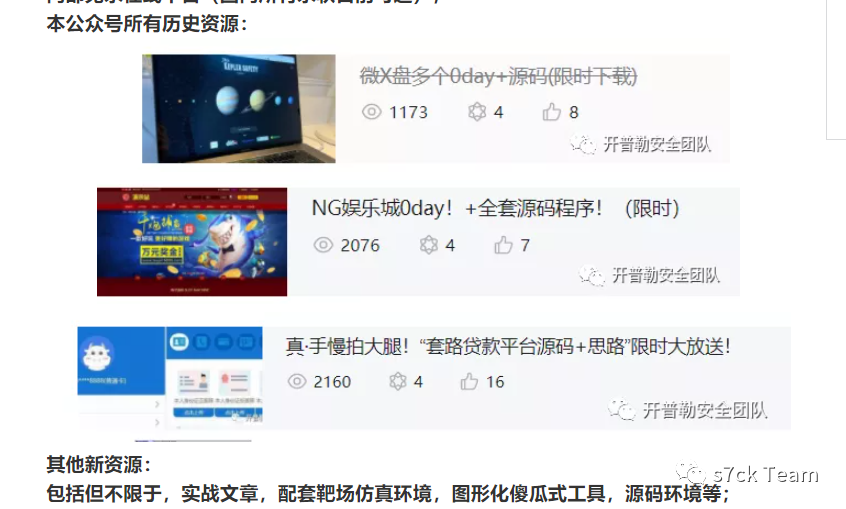 本公众号所有历史资源：
微X盘多个0day+源码(限时下载)
1173 4 8
开普勒安全团队
NG娱乐城0day！+全套源码程序！（限时）
2076 4 7
开普勒安全团队
万元奖金
真·手慢拍大腿！“套路贷款平台源码+思路”限时大放送！
2160 4 16
开普勒安全团队
其他新资源：
s7ck Team
包括但不限于，实战文章，配套靶场仿真环境，图形化傻瓜式工具，源码环境等；